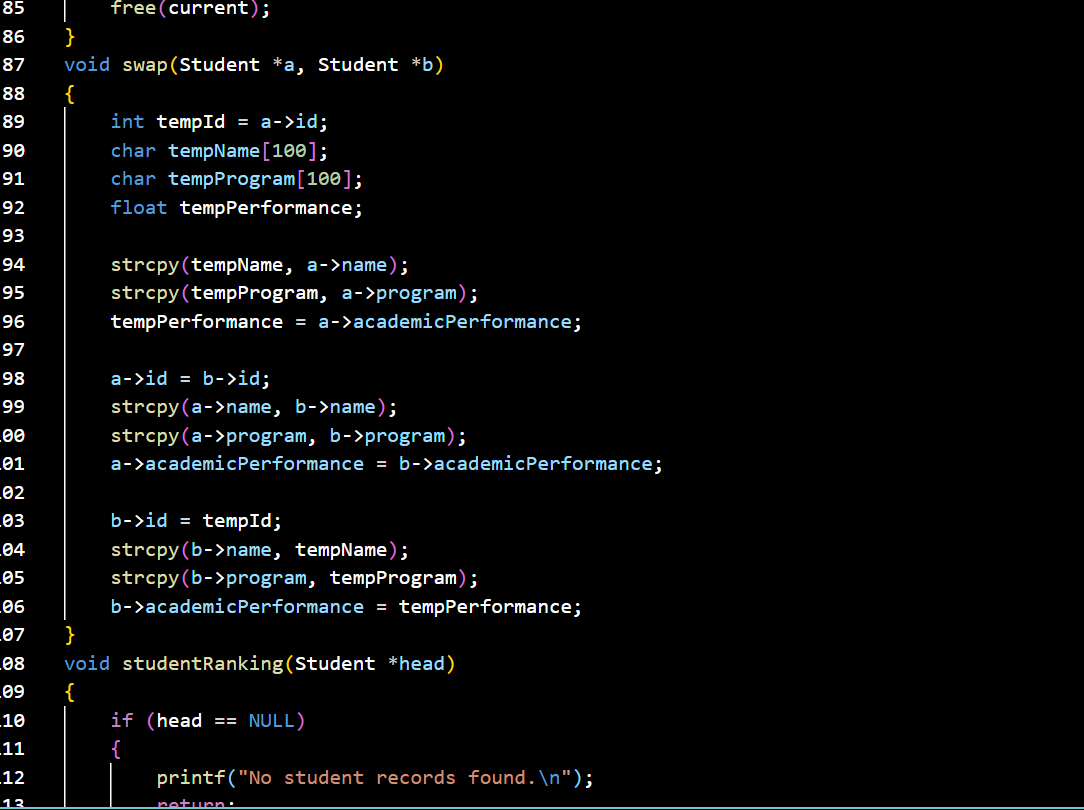 85 free(current);
86 }
87 void swap(Student *a, Student *b)
88 {
89 int tempId = a->id;
90 char tempName[100];
91 char tempProgram[100];
92 float tempPerformance;
93
94 strcpy(tempName, a->name);
95 strcpy(tempProgram, a->program);
96 tempPerformance = a->academicPerformance;
97
98 a->id = b->id;
99 strcpy(a->name, b->name);
00 strcpy(a->program, b->program);
01 a->academicPerformance = b->academicPerformance;
02
03 b->id = tempId;
04 strcpy(b->name, tempName);
05 strcpy(b->program, tempProgram);
06 b->academicPerformance = tempPerformance;
07 }
08 void studentRanking(Student *head)
09 {
10 if (head == NULL)
11 {
12 printf("No student records found.\n");
13 return;